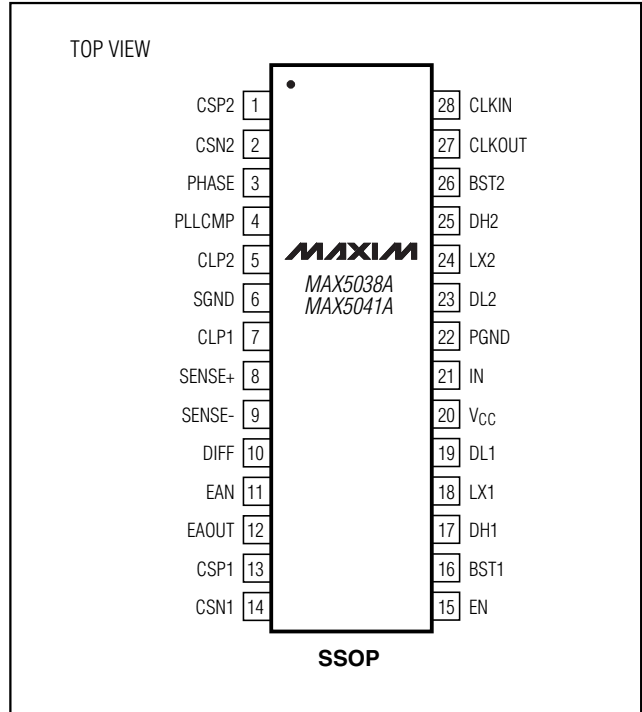 TOP VIEW
CSP2 1
CSN2 2
PHASE 3
PLLCMP 4
CLP2 5
SGND 6
CLP1 7
SENSE+ 8
SENSE- 9
DIFF 10
EAN 11
EAOUT 12
CSP1 13
CSN1 14
MAXIM
MAX5038A
MAX5041A
28 CLKIN
27 CLKOUT
26 BST2
25 DH2
24 LX2
23 DL2
22 PGND
21 IN
20 VCC
19 DL1
18 LX1
17 DH1
16 BST1
15 EN
SSOP